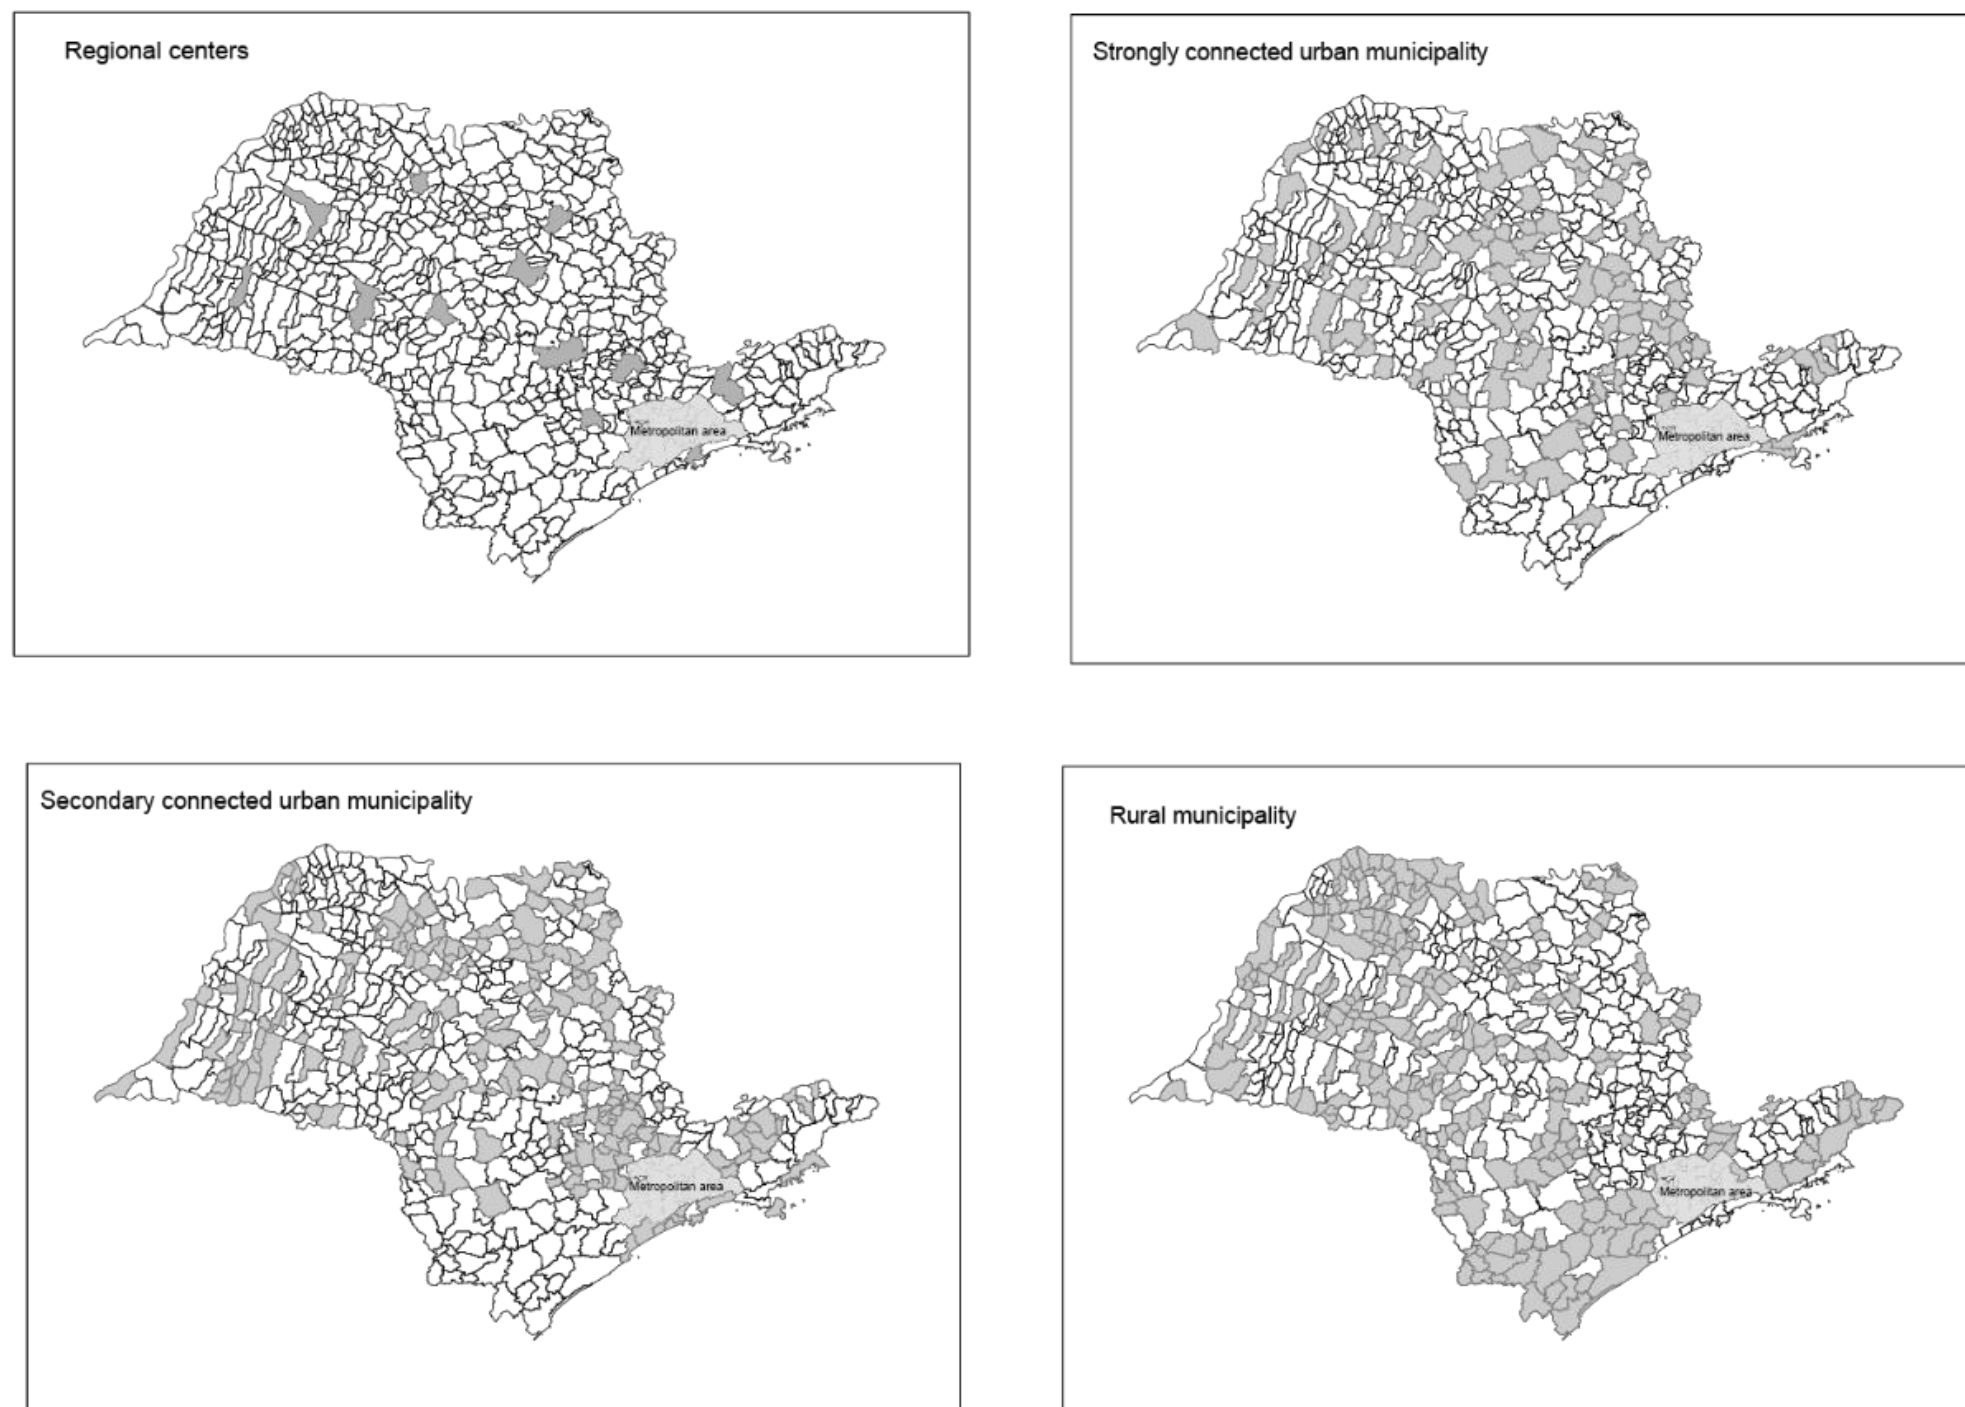 Regional centers
Metropolitan area
Strongly connected urban municipality
Metropolitan area
Secondary connected urban municipality
Metropolitan area
Rural municipality
Metropolitan area